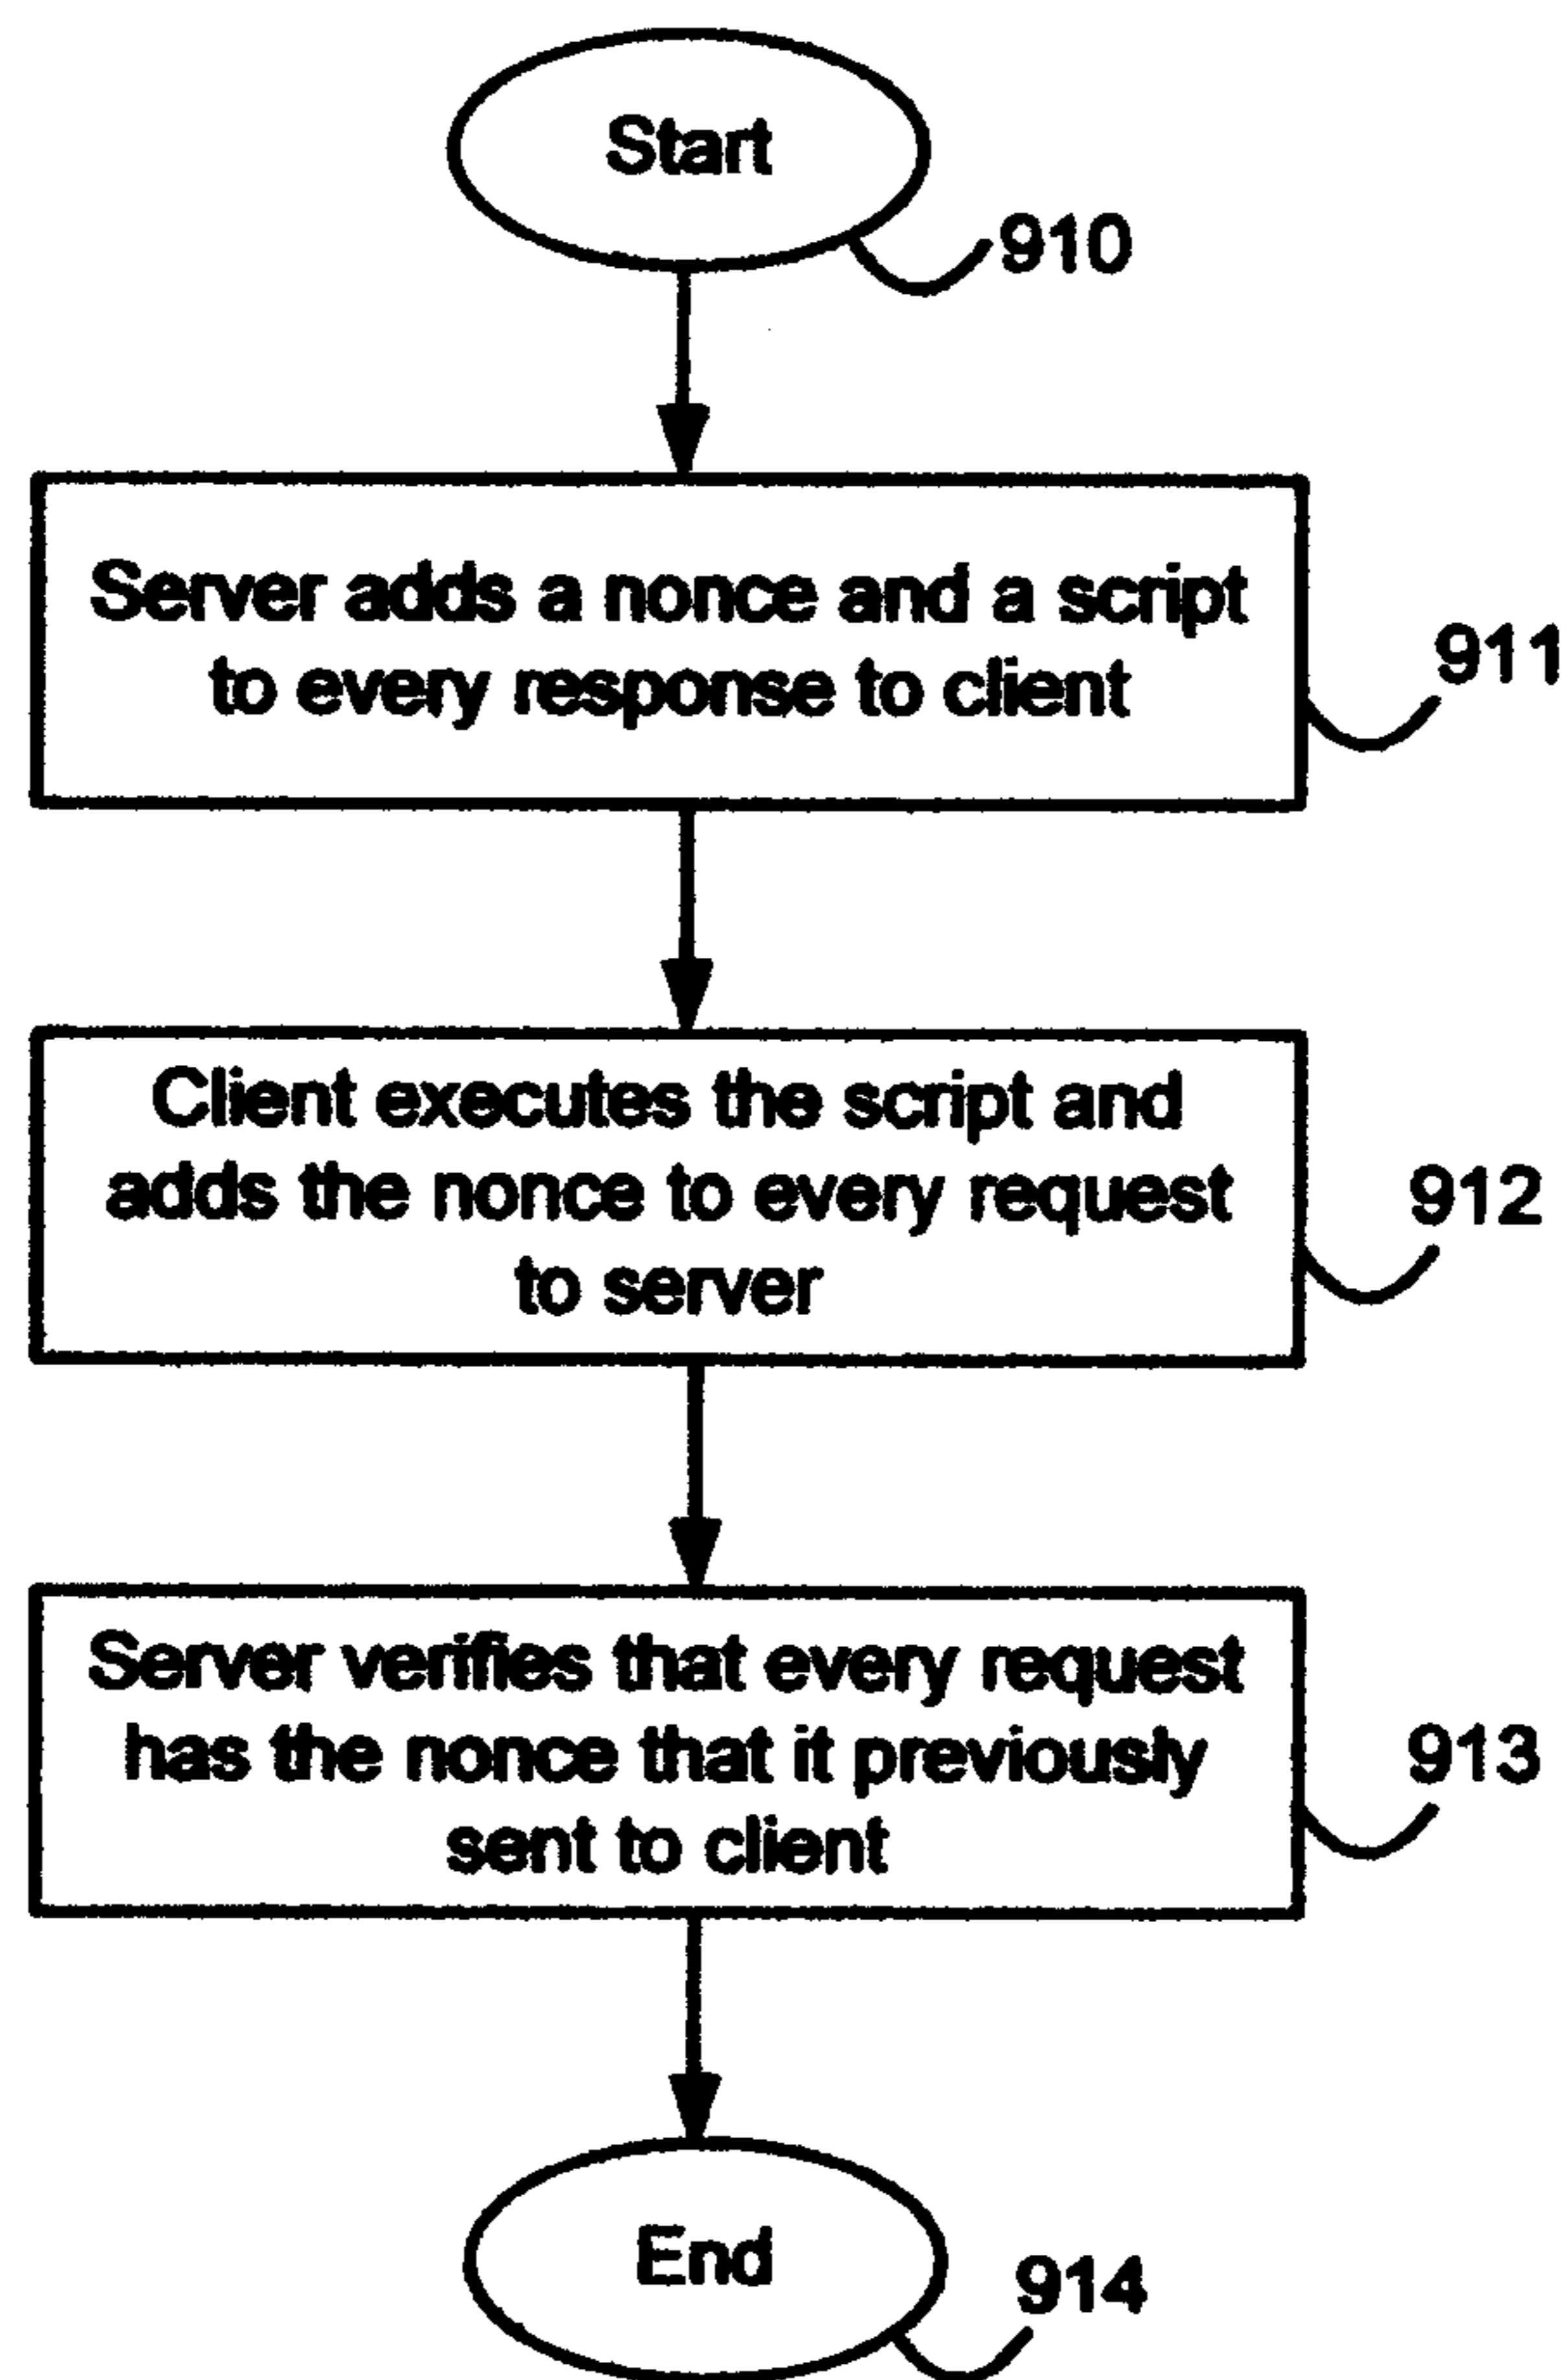 Start
910
Server adds a nonce and a script
to every response to client
911
Client executes the script and
adds the nonce to every request
to server
912
Server verifies that every request
has the nonce that it previously
sent to client
913
End
914